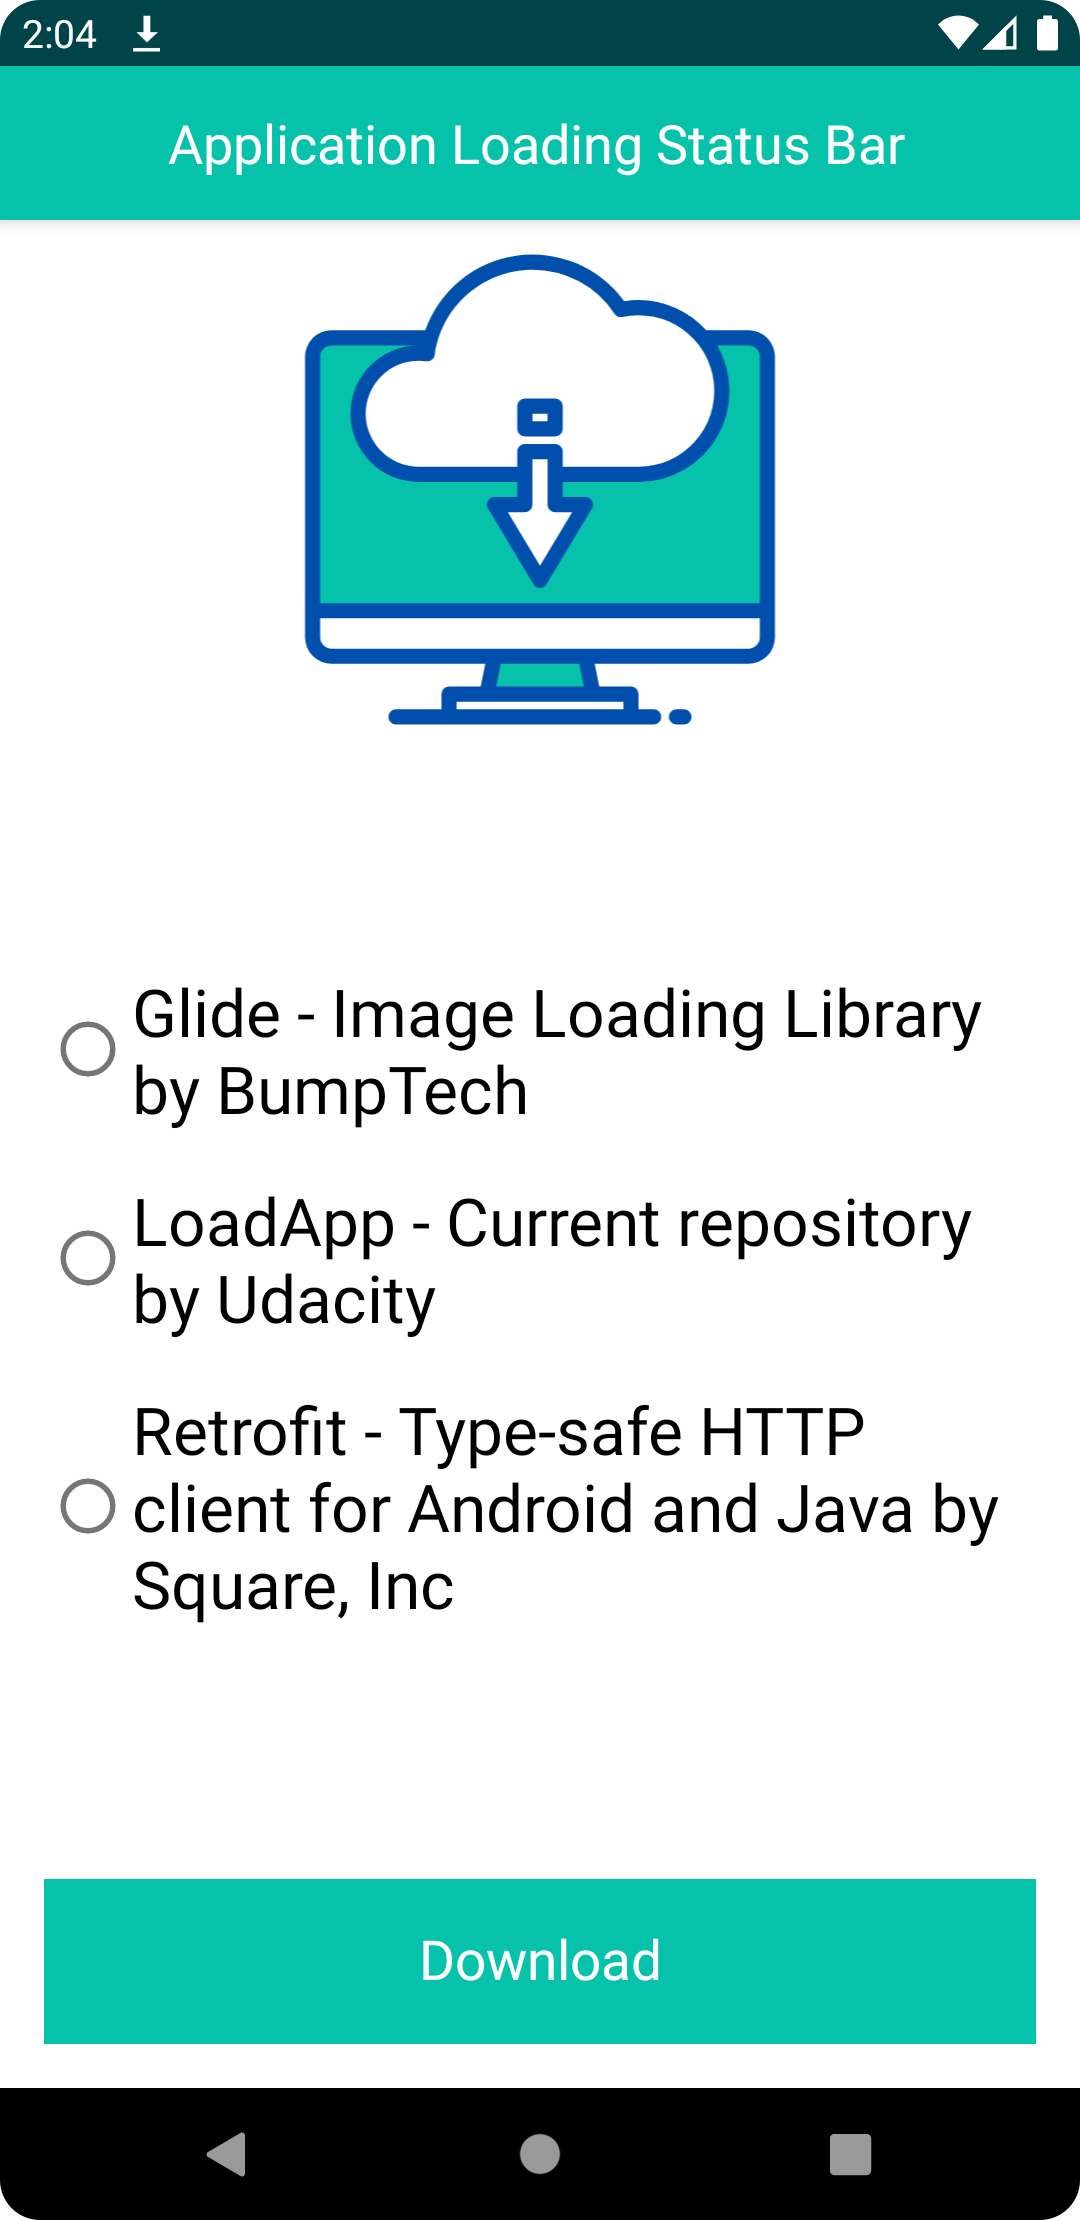 2:04
Application Loading Status Bar
Glide - Image Loading Library
by BumpTech
LoadApp - Current repository
by Udacity
Retrofit - Type-safe HTTP
client for Android and Java by
Square, Inc
Download